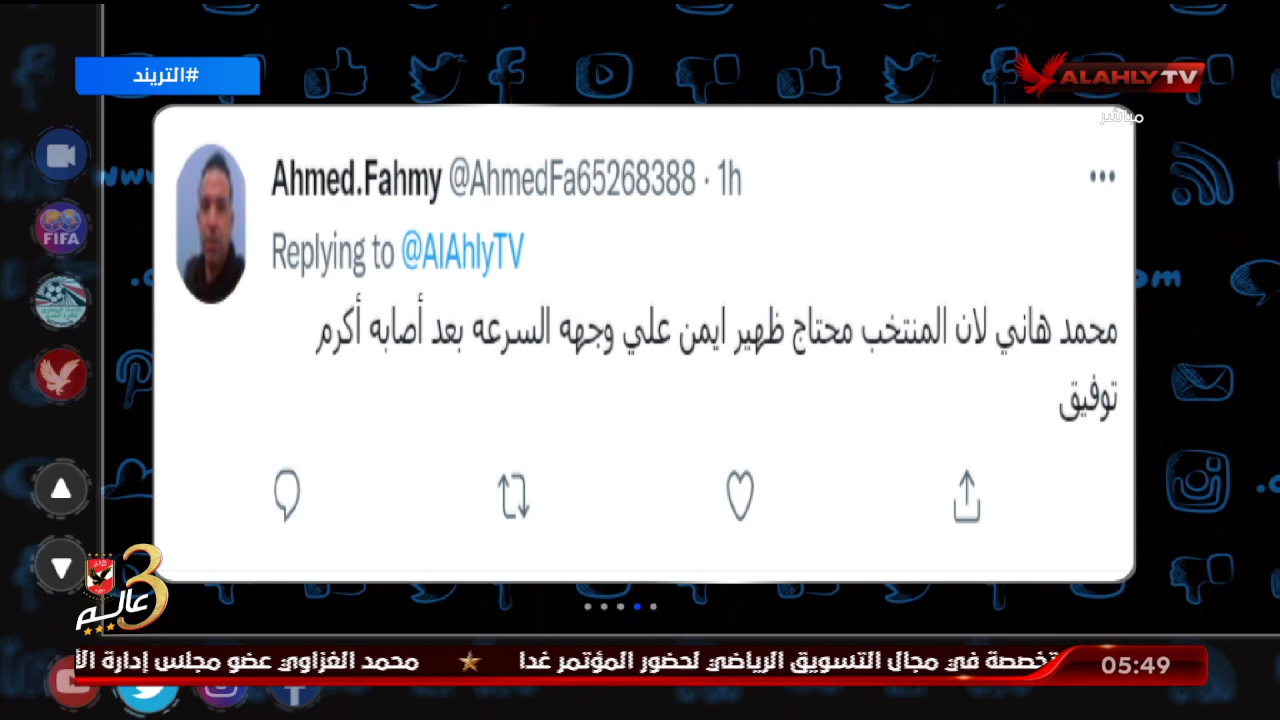 #التريند
ALAHLY TV
مباشر
Ahmed.Fahmy @AhmedFa65268388 · 1h
Replying to @AlAhlyTV
محمد هاني لان المنتخب محتاج ظهير ايمن علي وجهه السرعه بعد أصابه أكرم
توفيق
FIFA
3
عالم
05:49
تخصصة في مجال التسويق الرياضي لحضور المؤتمر غدا
محمد الغزاوي عضو مجلس إدارة الأ